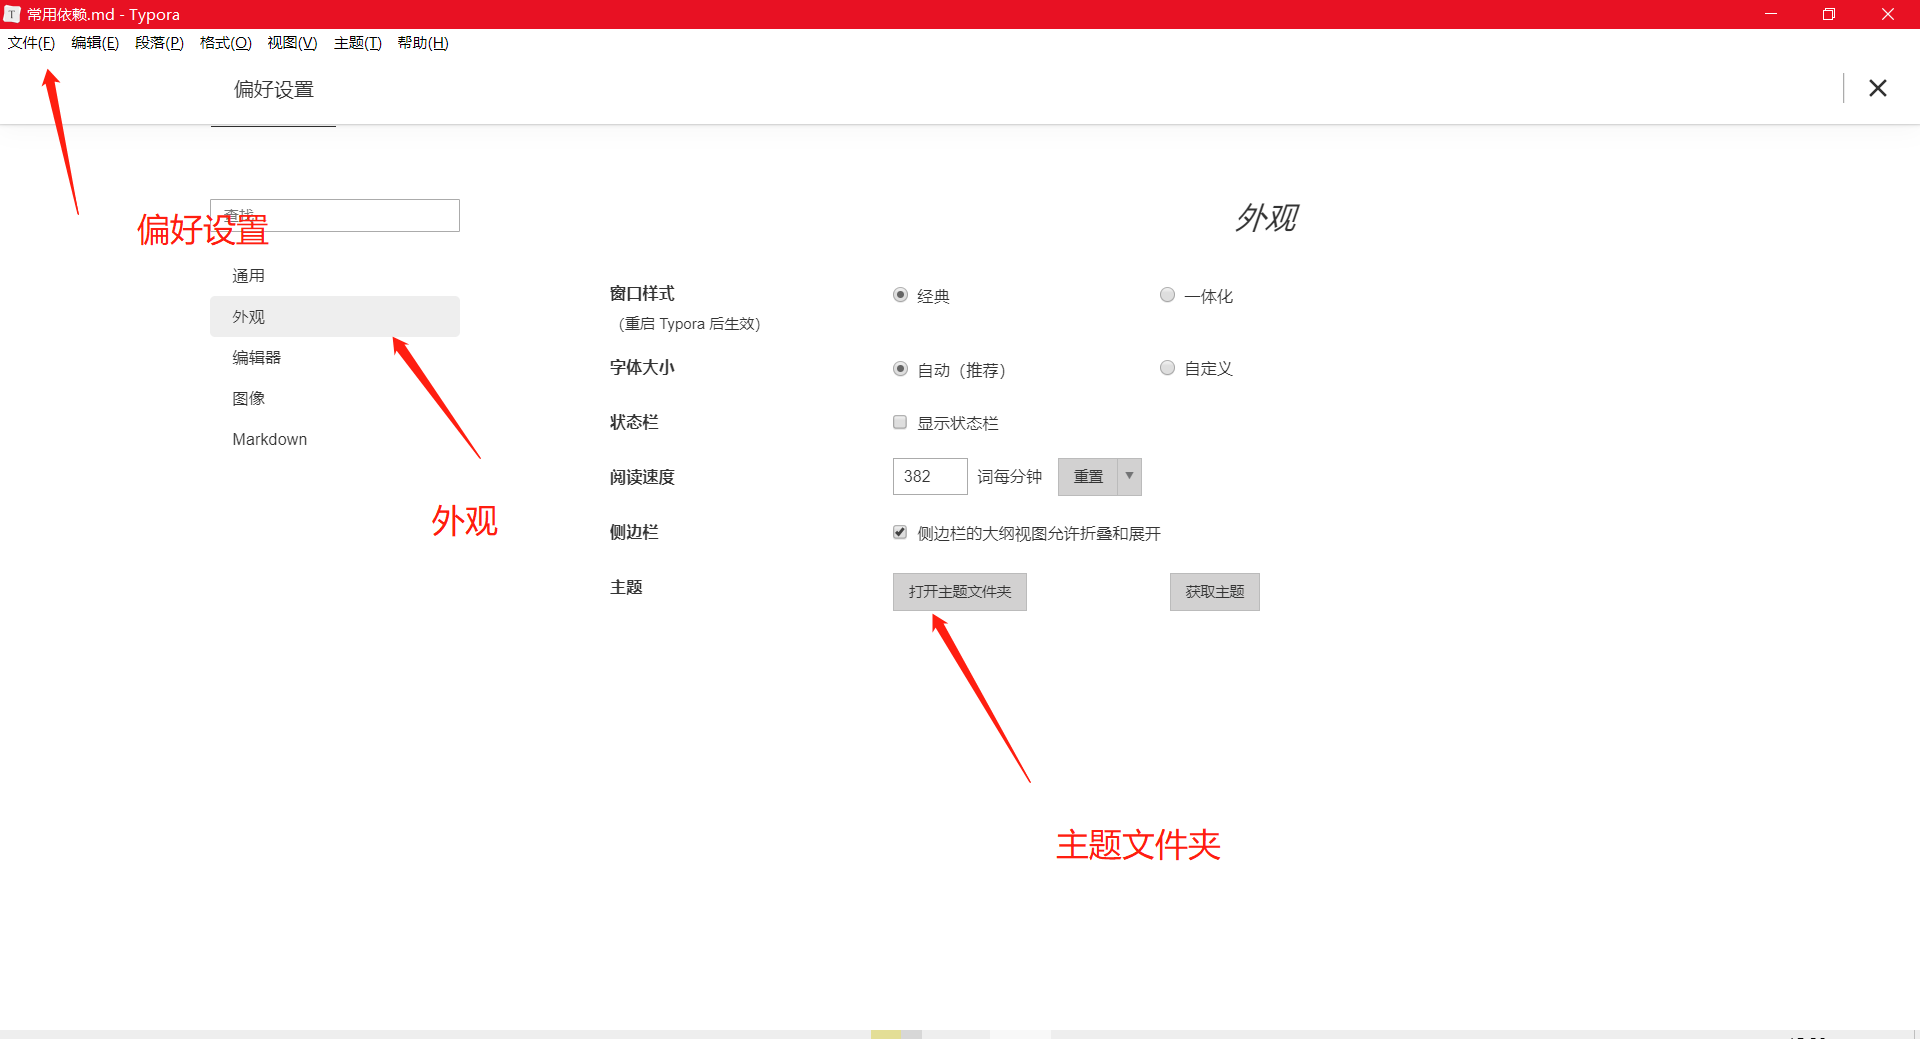 常用依赖.md - Typora
文件(F) 编辑(E) 段落(P) 格式(O) 视图(V) 主题(T) 帮助(H)
偏好设置
查找
偏好设置
通用
外观
编辑器
图像
Markdown
外观
外观
窗口样式
(重启 Typora 后生效)
经典
一体化
字体大小
自动（推荐）
自定义
状态栏
显示状态栏
阅读速度
382 词每分钟 重置
侧边栏
侧边栏的大纲视图允许折叠和展开
主题
打开主题文件夹
获取主题
主题文件夹